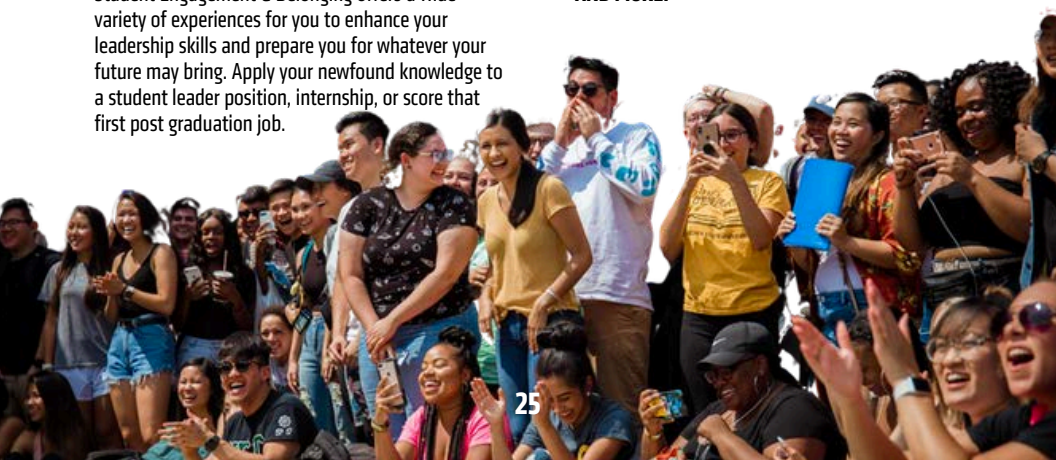 variety of experiences for you to enhance your
leadership skills and prepare you for whatever your
future may bring. Apply your newfound knowledge to
a student leader position, internship, or score that
first post graduation job.
25